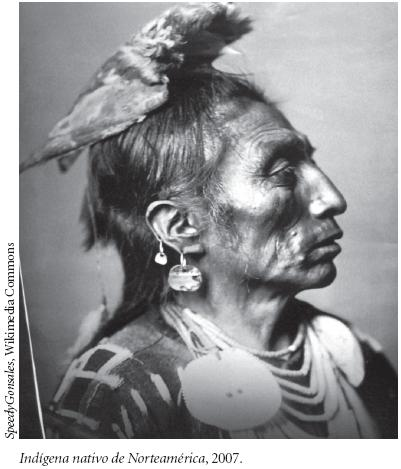 SpeedyGonsales, Wikimedia Commons
Indígena nativo de Norteamérica, 2007.